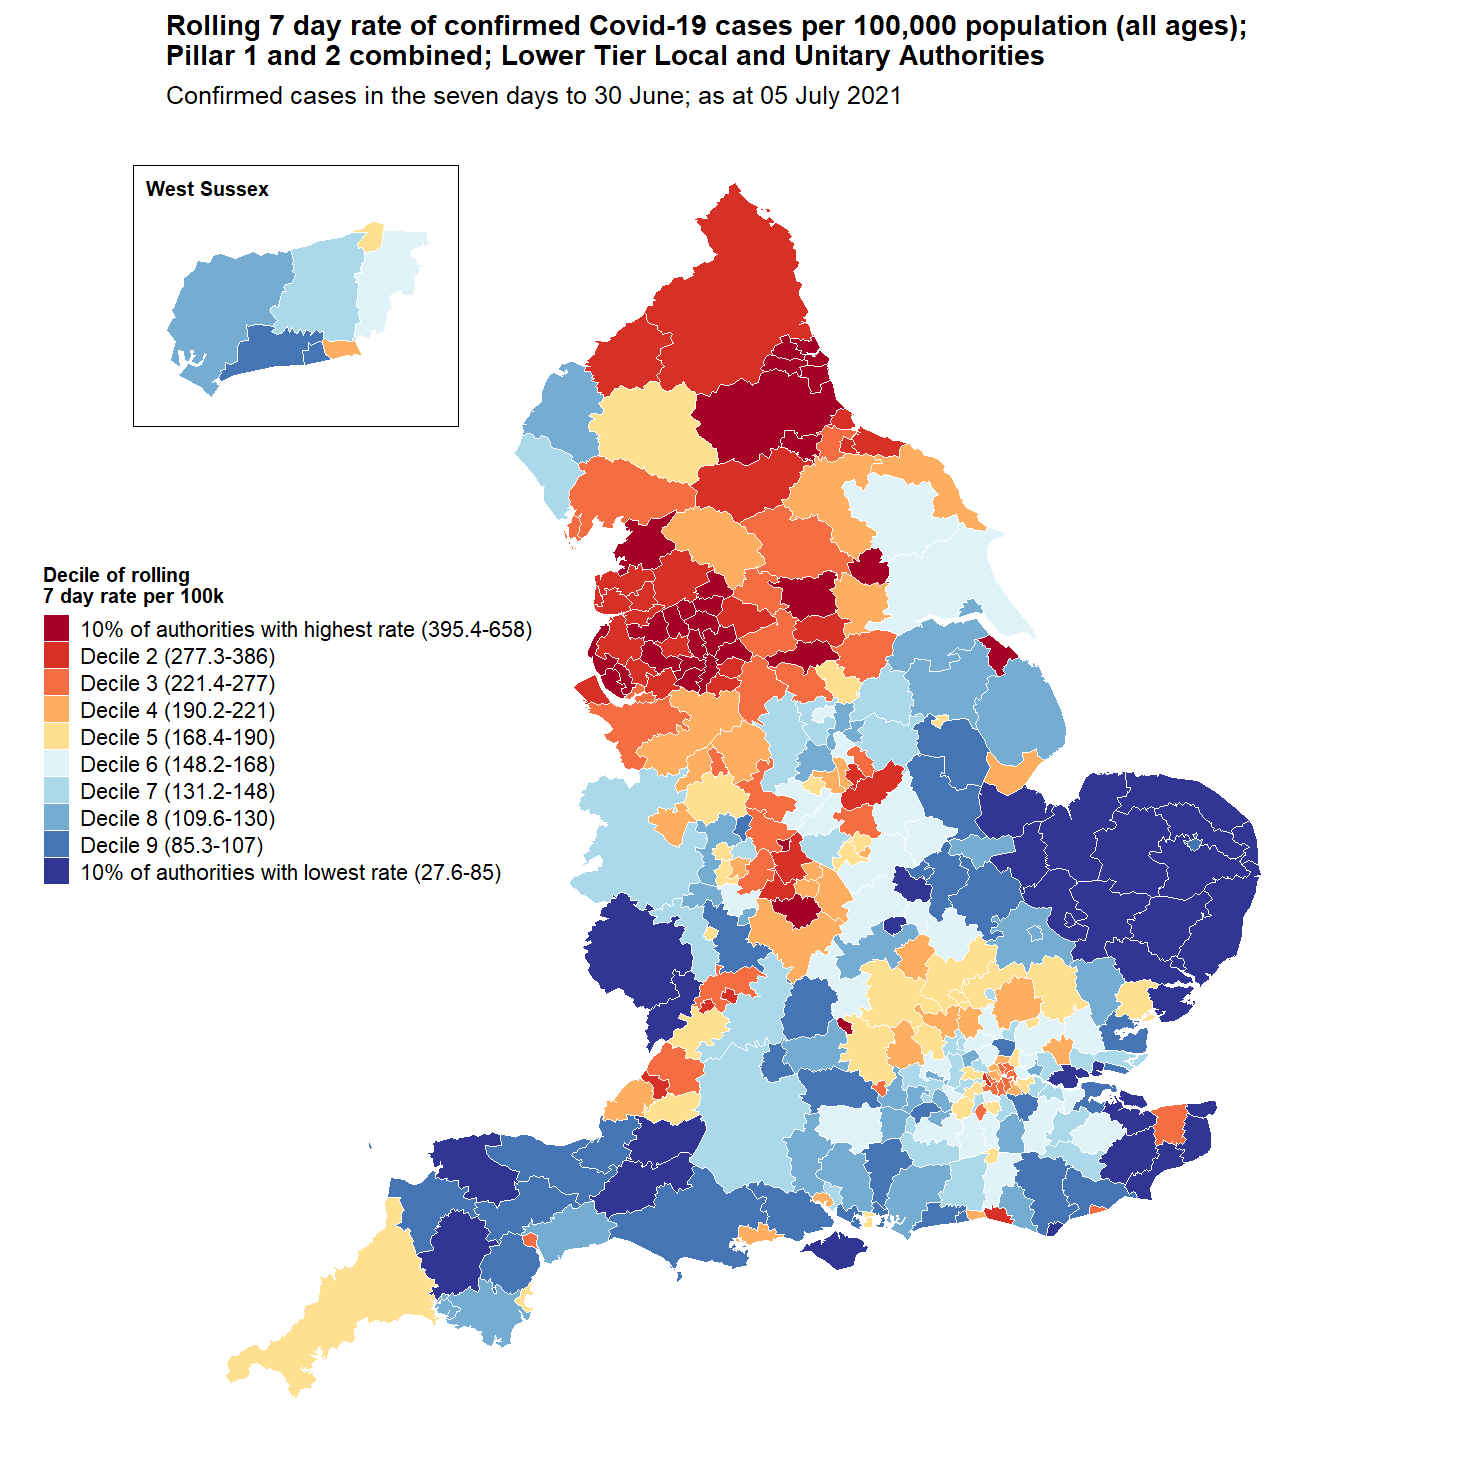 Rolling 7 day rate of confirmed Covid-19 cases per 100,000 population (all ages);
Pillar 1 and 2 combined; Lower Tier Local and Unitary Authorities
Confirmed cases in the seven days to 30 June; as at 05 July 2021
West Sussex
Decile of rolling
7 day rate per 100k
10% of authorities with highest rate (395.4-658)
Decile 2 (277.3-386)
Decile 3 (221.4-277)
Decile 4 (190.2-221)
Decile 5 (168.4-190)
Decile 6 (148.2-168)
Decile 7 (131.2-148)
Decile 8 (109.6-130)
Decile 9 (85.3-107)
10% of authorities with lowest rate (27.6-85)